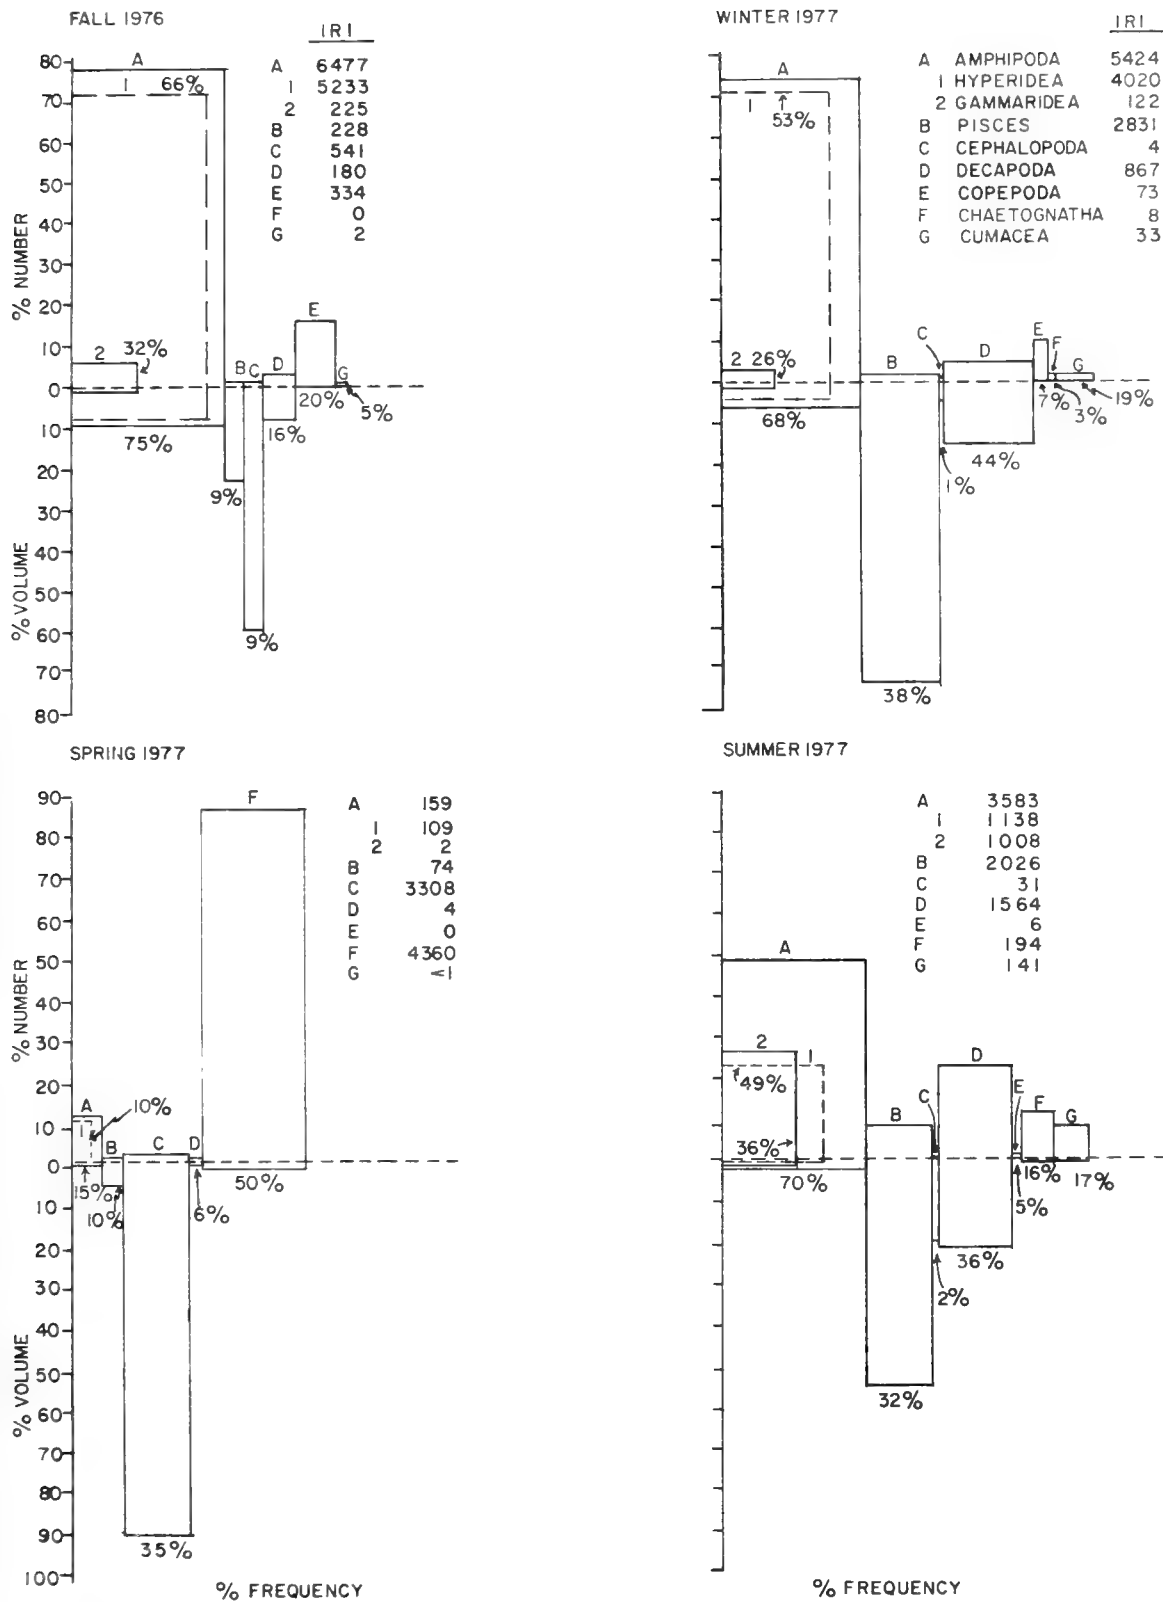 FALL 1976
IRI
A 6477
1 5233
2 225
B 228
C 541
D 180
E 334
F 0
G 2
% NUMBER
80
70
60
50
40
30
20
10
0
10
20
30
40
50
60
70
80
% VOLUME
A
1 66%
2 32%
B C D E G
75%
9%
9%
16%
20%
5%
WINTER 1977
IRI
A AMPHIPODA 5424
1 HYPERIDEA 4020
2 GAMMARIDEA 122
B PISCES 2831
C CEPHALOPODA 4
D DECAPODA 867
E COPEPODA 73
F CHAETOGNATHA 8
G CUMACEA 33
A
1 53%
2 26%
B C D E F G
68%
38%
1%
44%
7%
3%
19%
SPRING 1977
A 159
1 109
2 2
B 74
C 3308
D 4
E 0
F 4360
G <1
% NUMBER
90
80
70
60
50
40
30
20
10
0
10
20
30
40
50
60
70
80
90
100
% VOLUME
F
A 10%
1
B C D
15%
10%
35%
6%
50%
% FREQUENCY
SUMMER 1977
A 3583
1 1138
2 1008
B 2026
C 31
D 1564
E 6
F 194
G 141
A
2 1
49%
36%
B C D E F G
70%
32%
2%
36%
5%
16%
17%
% FREQUENCY